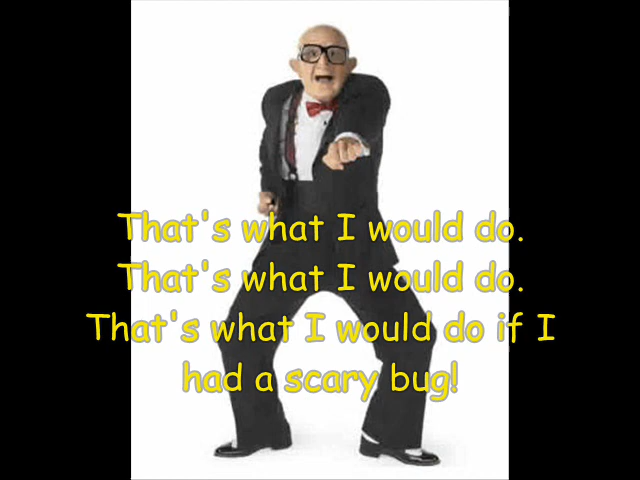 That's what I would do.
That's what I would do.
That's what I would do if I
had a scary bug!